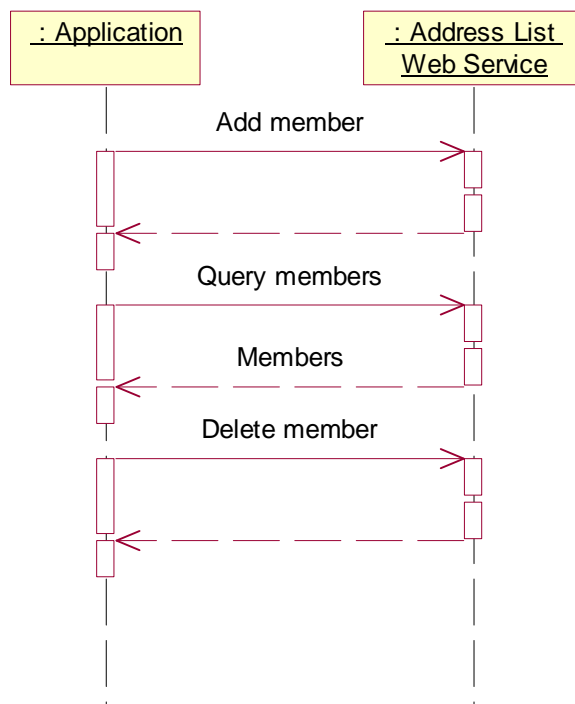 : Application
: Address List
Web Service
Add member
Query members
Members
Delete member